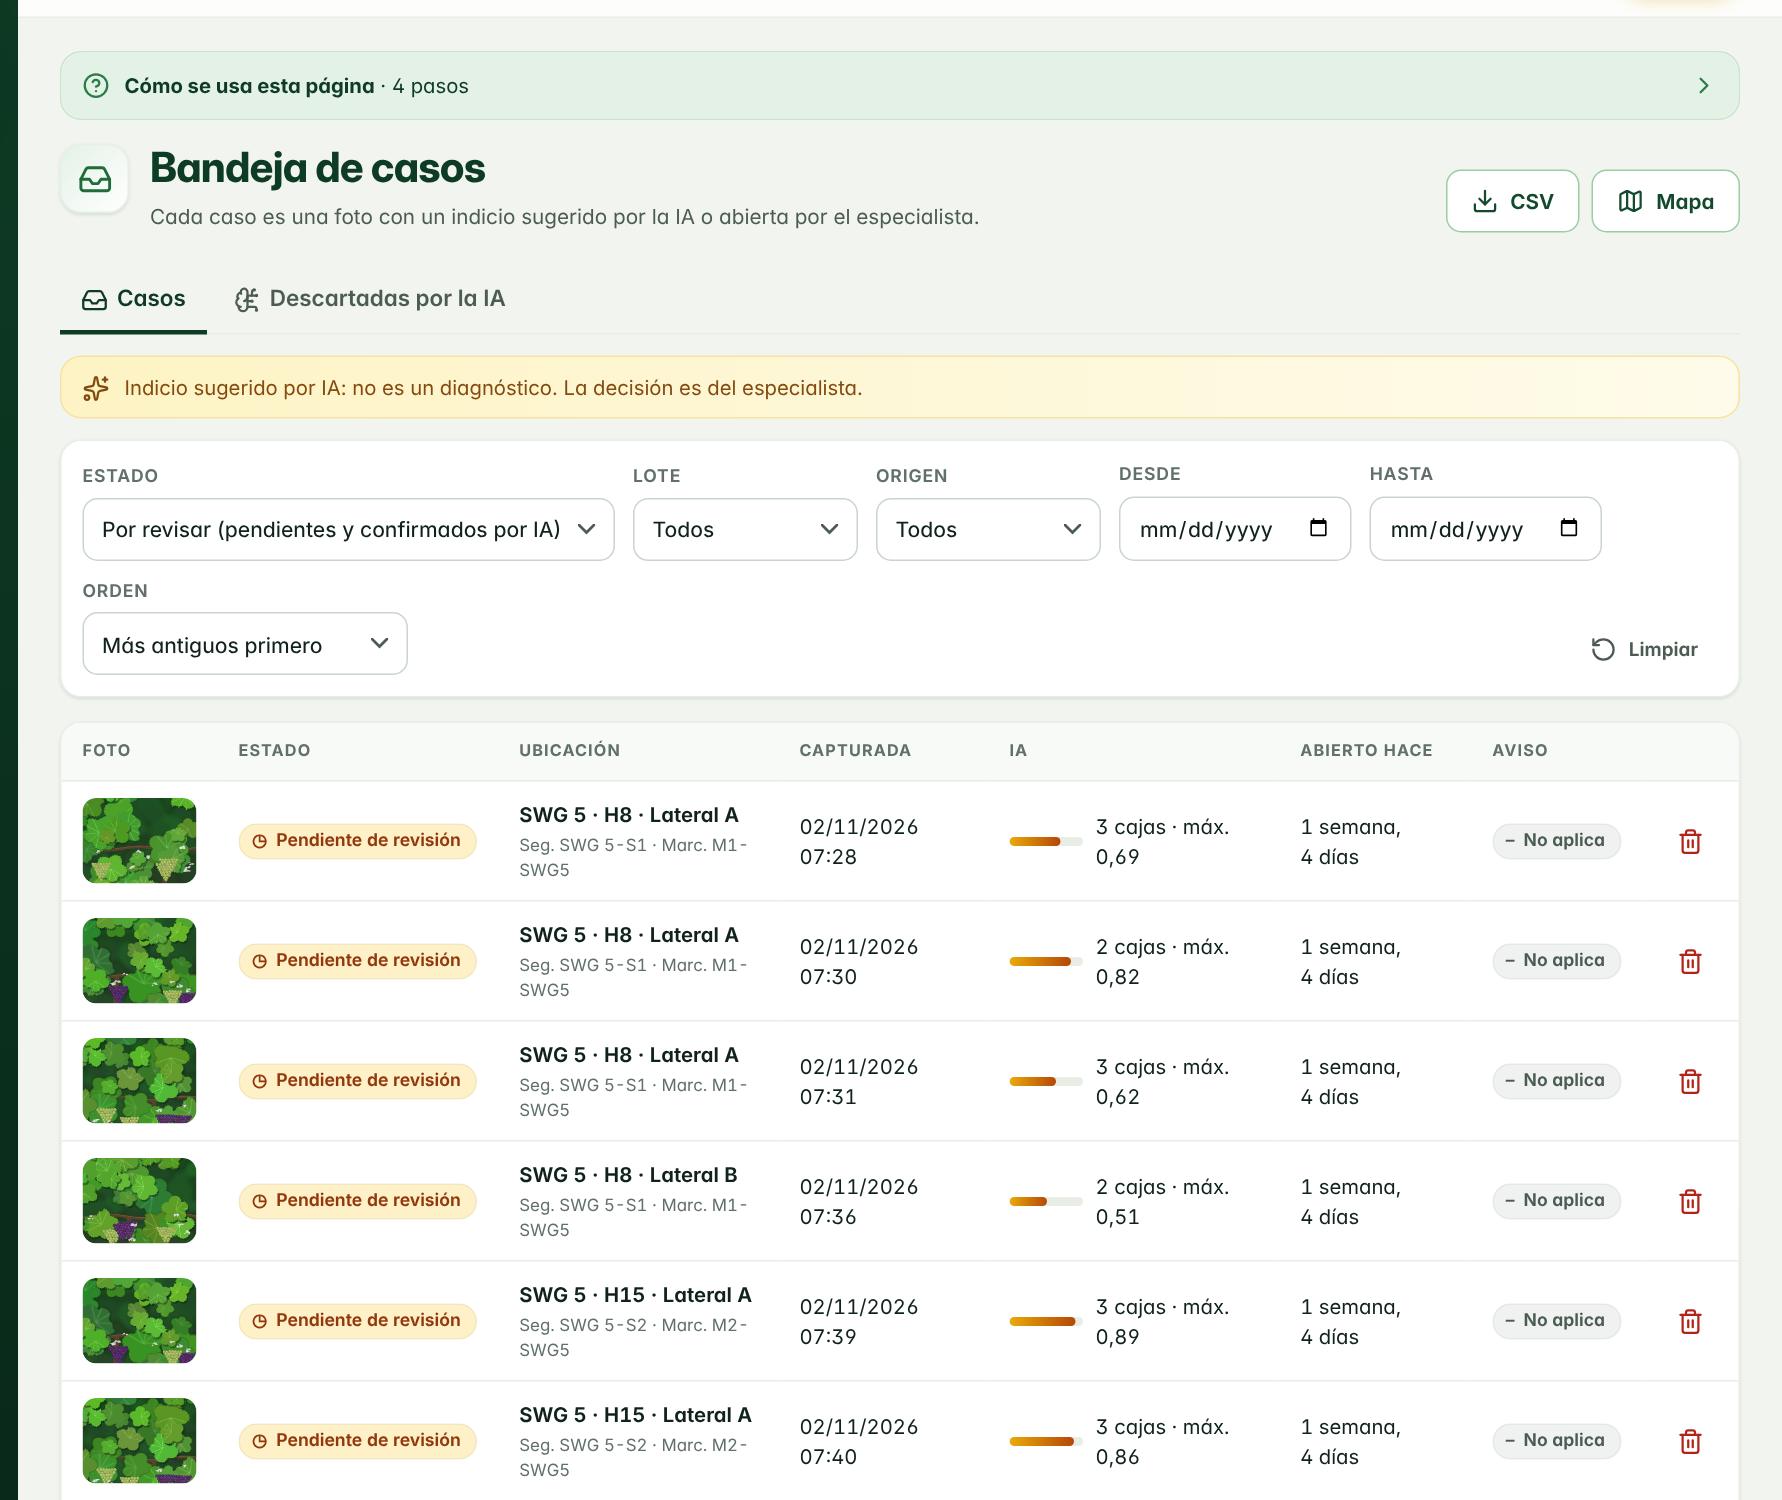 Cómo se usa esta página · 4 pasos
Bandeja de casos
Cada caso es una foto con un indicio sugerido por la IA o abierta por el especialista.
CSV
Mapa
Casos
Descartadas por la IA
Indicio sugerido por IA: no es un diagnóstico. La decisión es del especialista.
ESTADO
Por revisar (pendientes y confirmados por IA)
LOTE
Todos
ORIGEN
Todos
DESDE
mm/dd/yyyy
HASTA
mm/dd/yyyy
ORDEN
Más antiguos primero
Limpiar
FOTO ESTADO UBICACIÓN CAPTURADA IA ABIERTO HACE AVISO
Pendiente de revisión
SWG 5 · H8 · Lateral A
Seg. SWG 5-S1 · Marc. M1-
SWG5
02/11/2026
07:28
3 cajas · máx.
0,69
1 semana,
4 días
– No aplica
Pendiente de revisión
SWG 5 · H8 · Lateral A
Seg. SWG 5-S1 · Marc. M1-
SWG5
02/11/2026
07:30
2 cajas · máx.
0,82
1 semana,
4 días
– No aplica
Pendiente de revisión
SWG 5 · H8 · Lateral A
Seg. SWG 5-S1 · Marc. M1-
SWG5
02/11/2026
07:31
3 cajas · máx.
0,62
1 semana,
4 días
– No aplica
Pendiente de revisión
SWG 5 · H8 · Lateral B
Seg. SWG 5-S1 · Marc. M1-
SWG5
02/11/2026
07:36
2 cajas · máx.
0,51
1 semana,
4 días
– No aplica
Pendiente de revisión
SWG 5 · H15 · Lateral A
Seg. SWG 5-S2 · Marc. M2-
SWG5
02/11/2026
07:39
3 cajas · máx.
0,89
1 semana,
4 días
– No aplica
Pendiente de revisión
SWG 5 · H15 · Lateral A
Seg. SWG 5-S2 · Marc. M2-
SWG5
02/11/2026
07:40
3 cajas · máx.
0,86
1 semana,
4 días
– No aplica